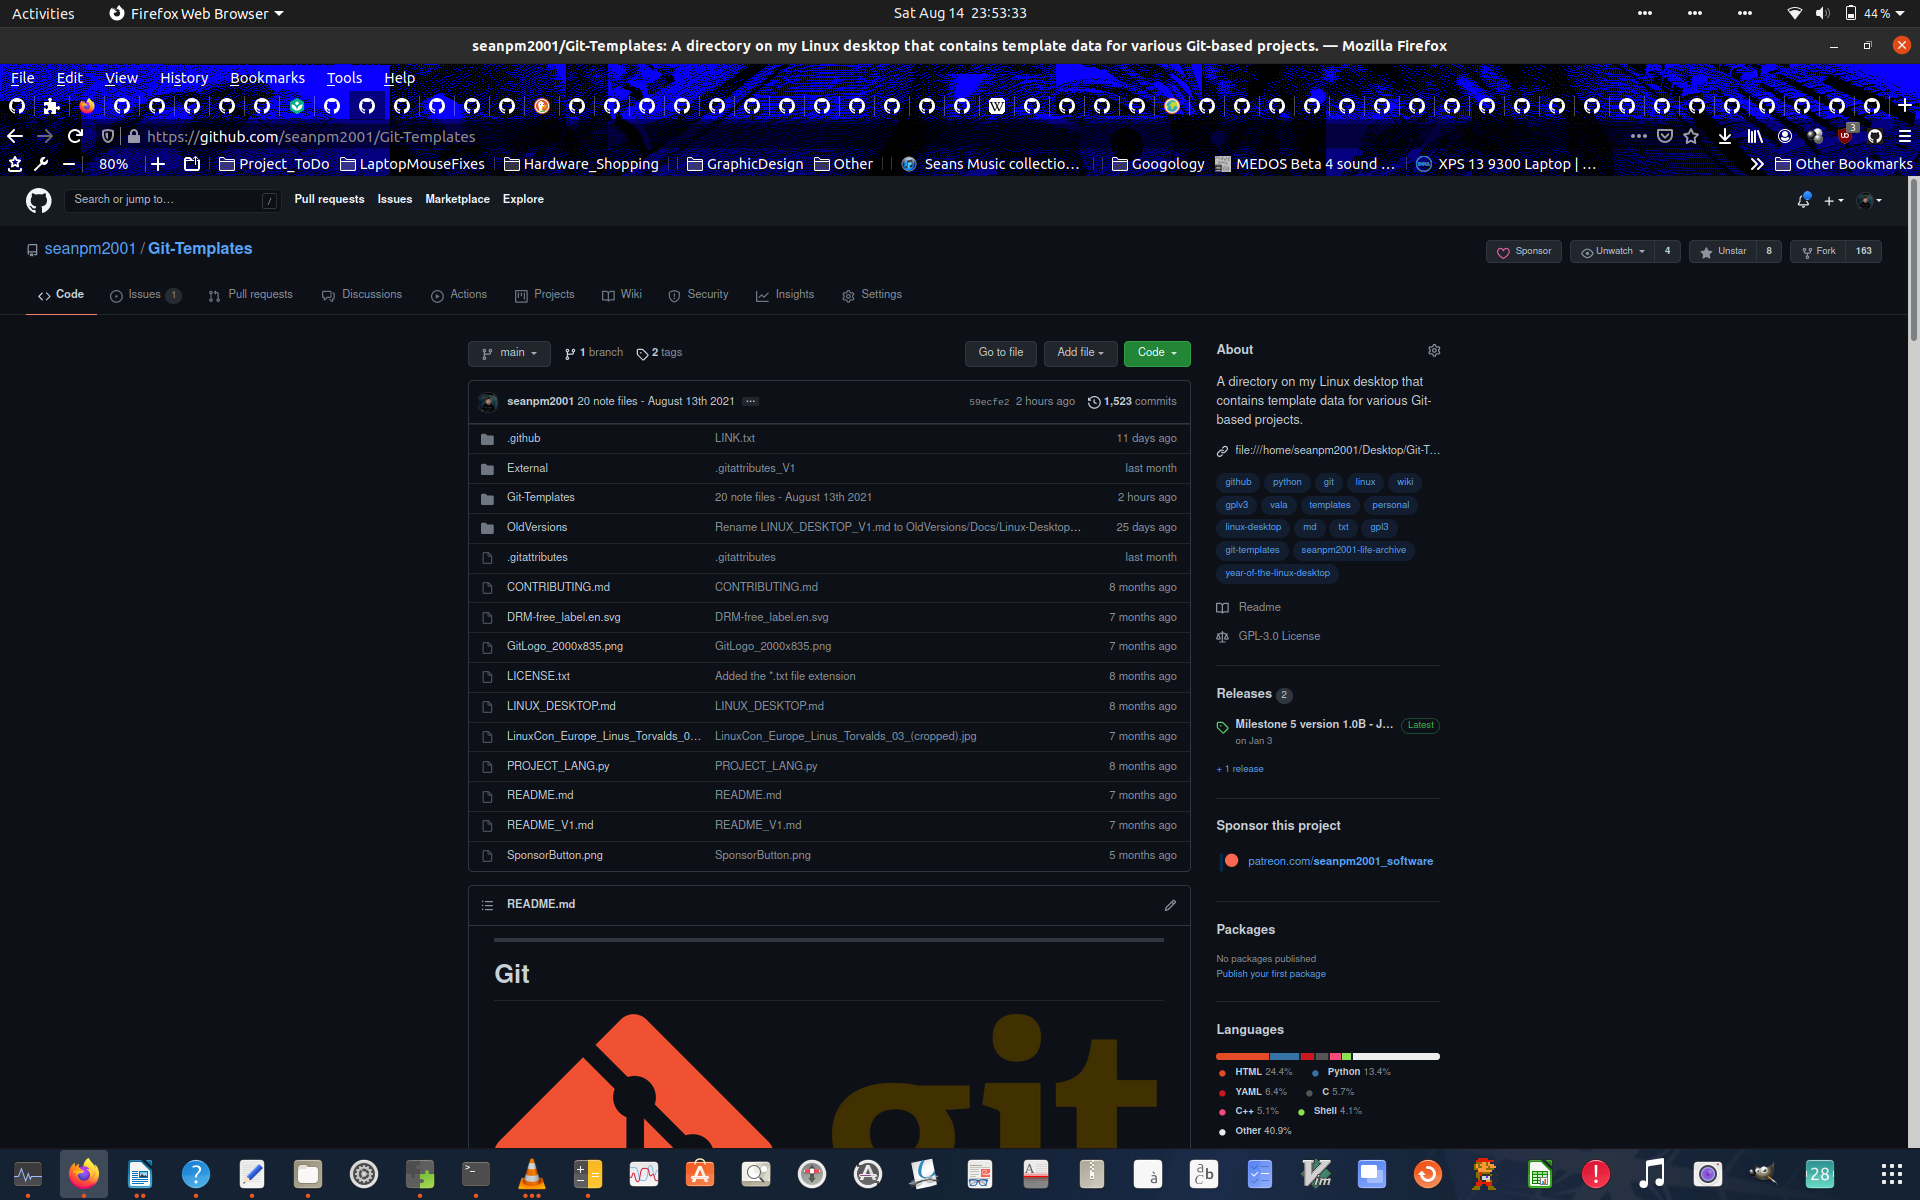 Activities
Firefox Web Browser
Sat Aug 14 23:53:33
44 %
seanpm2001/Git-Templates: A directory on my Linux desktop that contains template data for various Git-based projects. — Mozilla Firefox
File Edit View History Bookmarks Tools Help
https://github.com/seanpm2001/Git-Templates
3
80%
Project_ToDo
LaptopMouseFixes
Hardware_Shopping
GraphicDesign
Other
Seans Music collectio…
Googology
MEDOS Beta 4 sound …
XPS 13 9300 Laptop | …
Other Bookmarks
Search or jump to…
/
Pull requests Issues Marketplace Explore
seanpm2001 / Git-Templates
Sponsor
Unwatch 4
Unstar 8
Fork 163
Code
Issues 1
Pull requests
Discussions
Actions
Projects
Wiki
Security
Insights
Settings
main
1 branch
2 tags
Go to file
Add file
Code
seanpm2001 20 note files - August 13th 2021 …
59ecfe2 2 hours ago
1,523 commits
.github LINK.txt 11 days ago
External .gitattributes_V1 last month
Git-Templates 20 note files - August 13th 2021 2 hours ago
OldVersions Rename LINUX_DESKTOP_V1.md to OldVersions/Docs/Linux-Desktop… 25 days ago
.gitattributes .gitattributes last month
CONTRIBUTING.md CONTRIBUTING.md 8 months ago
DRM-free_label.en.svg DRM-free_label.en.svg 7 months ago
GitLogo_2000x835.png GitLogo_2000x835.png 7 months ago
LICENSE.txt Added the *.txt file extension 8 months ago
LINUX_DESKTOP.md LINUX_DESKTOP.md 8 months ago
LinuxCon_Europe_Linus_Torvalds_0… LinuxCon_Europe_Linus_Torvalds_03_(cropped).jpg 7 months ago
PROJECT_LANG.py PROJECT_LANG.py 8 months ago
README.md README.md 7 months ago
README_V1.md README_V1.md 7 months ago
SponsorButton.png SponsorButton.png 5 months ago
README.md
Git
git
About
A directory on my Linux desktop that
contains template data for various Git-
based projects.
file:///home/seanpm2001/Desktop/Git-T…
github python git linux wiki
gplv3 vala templates personal
linux-desktop md txt gpl3
git-templates seanpm2001-life-archive
year-of-the-linux-desktop
Readme
GPL-3.0 License
Releases 2
Milestone 5 version 1.0B - J… Latest
on Jan 3
+ 1 release
Sponsor this project
patreon.com/seanpm2001_software
Packages
No packages published
Publish your first package
Languages
HTML 24.4% Python 13.4%
YAML 6.4% C 5.7%
C++ 5.1% Shell 4.1%
Other 40.9%
28